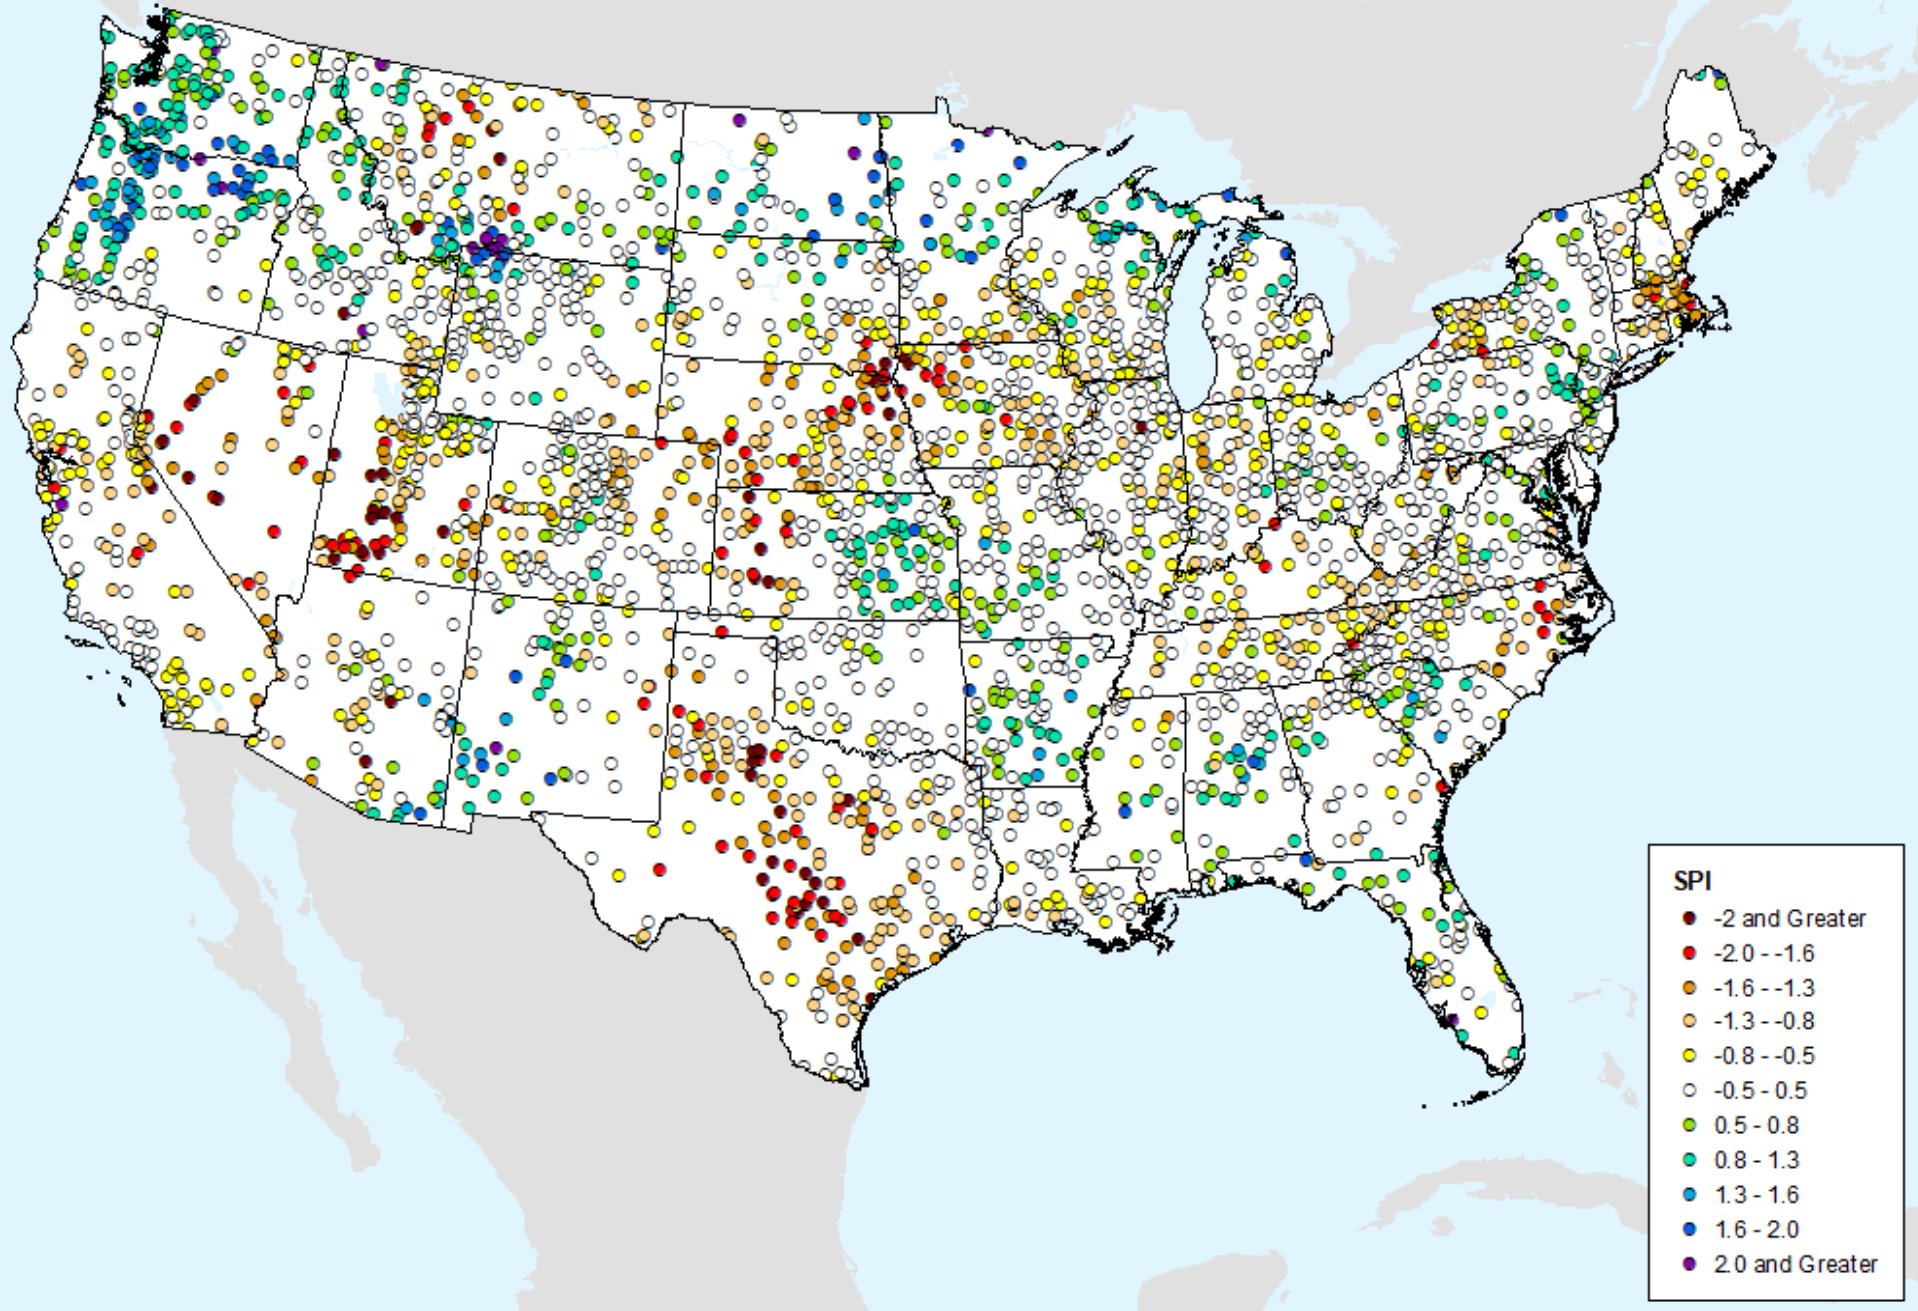 SPI
-2 and Greater
-2.0 - -1.6
-1.6 - -1.3
-1.3 - -0.8
-0.8 - -0.5
-0.5 - 0.5
0.5 - 0.8
0.8 - 1.3
1.3 - 1.6
1.6 - 2.0
2.0 and Greater